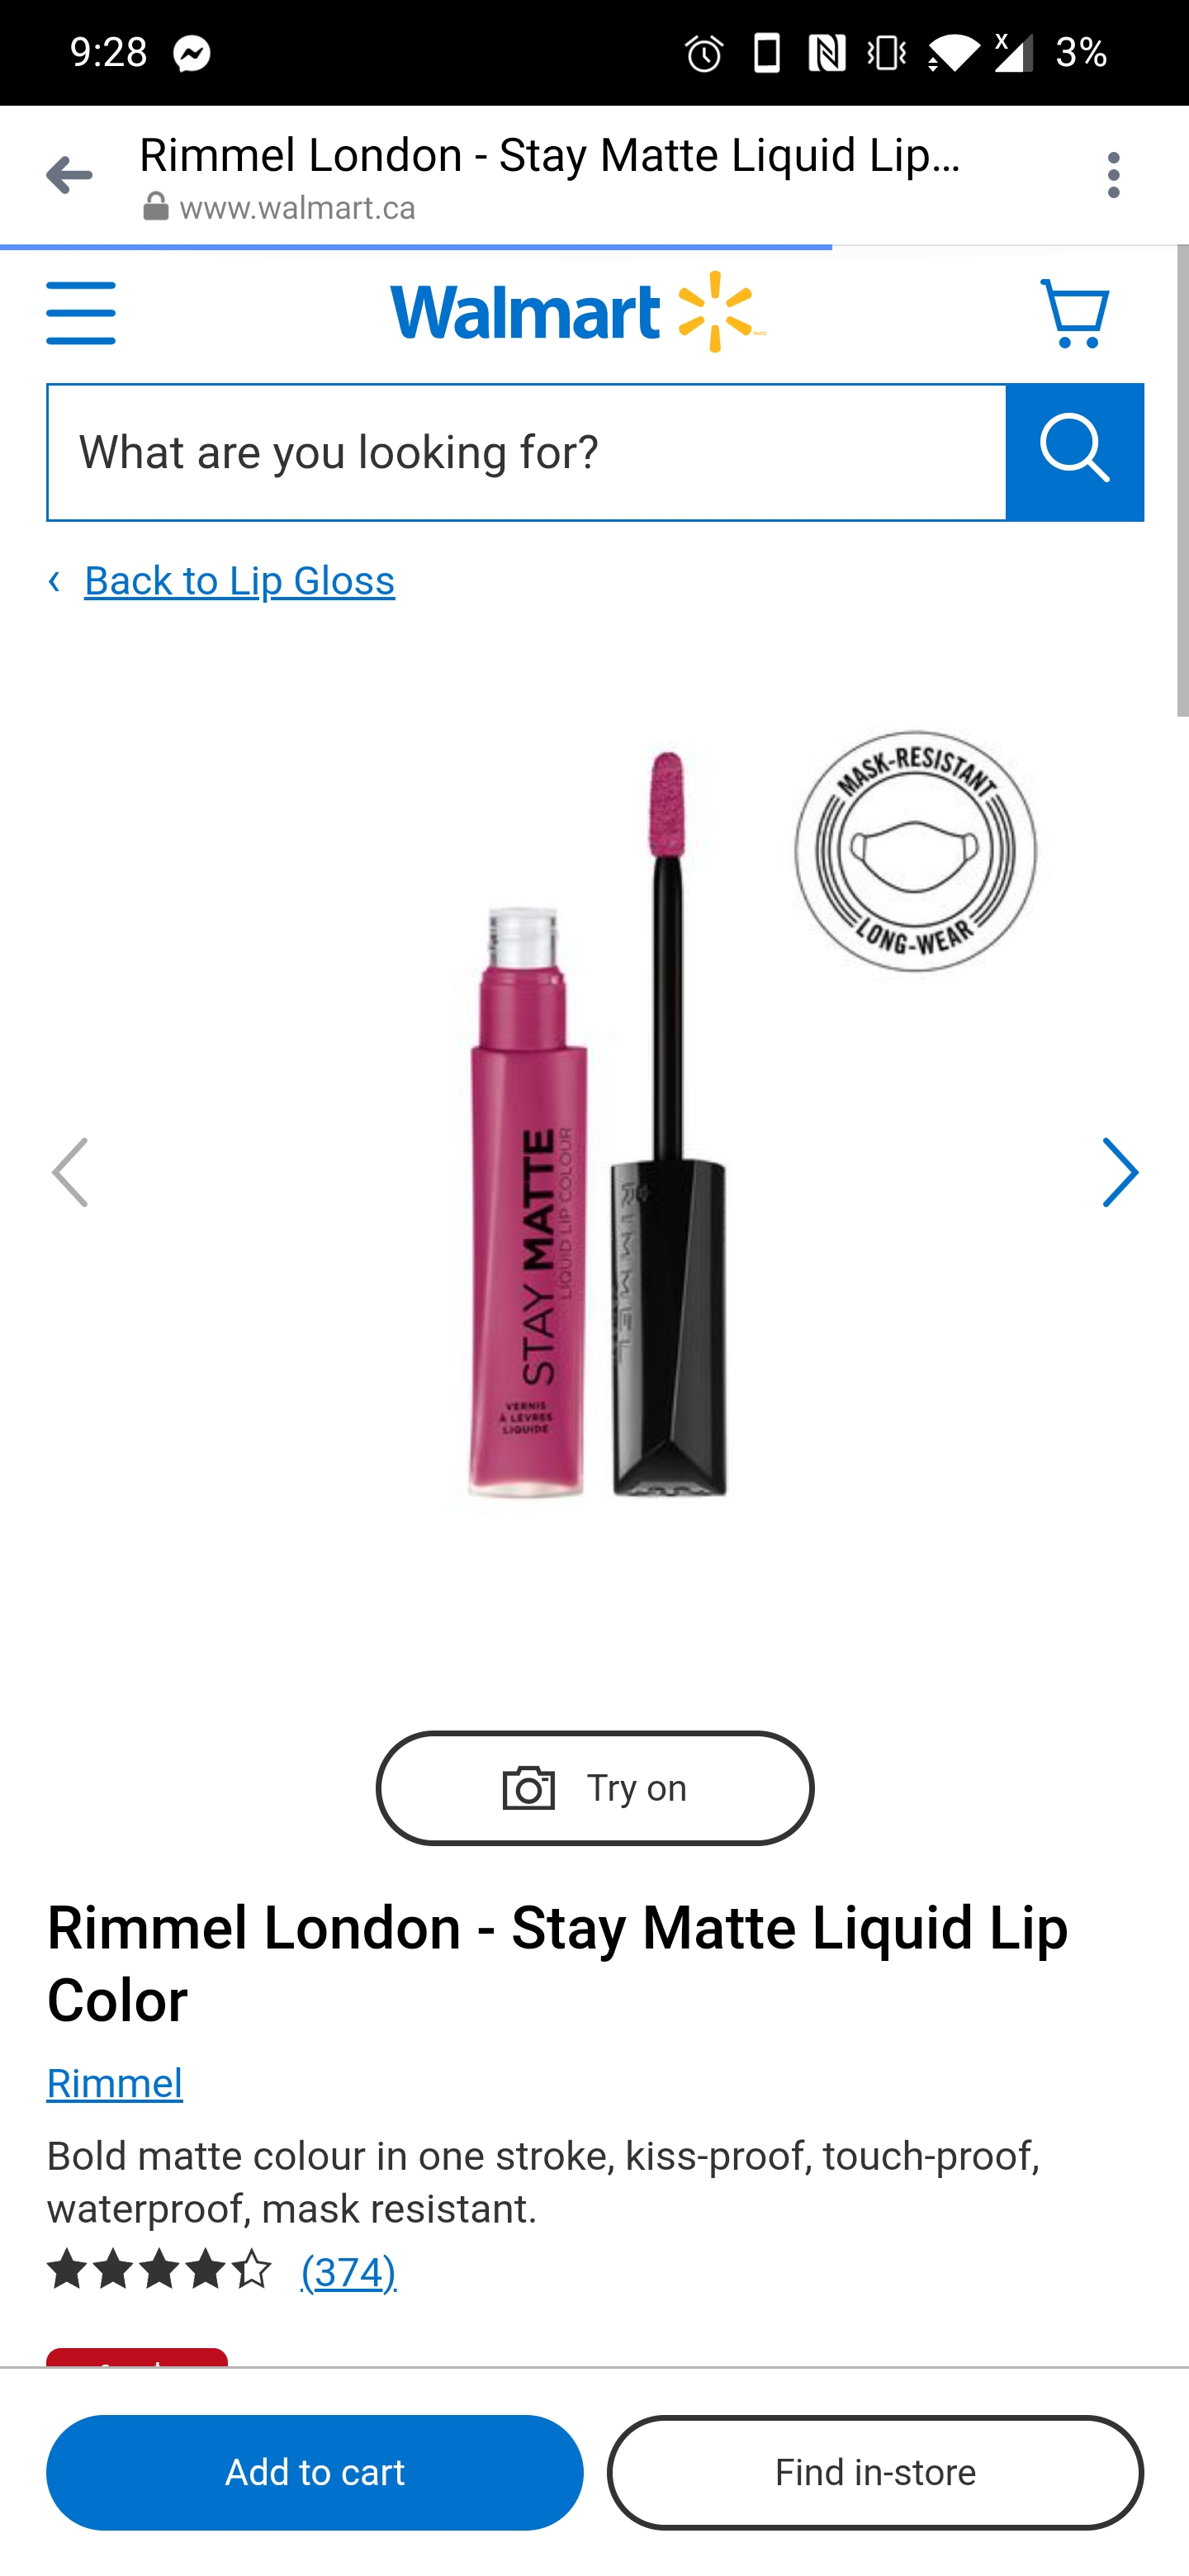 9:28
3%
Rimmel London - Stay Matte Liquid Lip...
www.walmart.ca
Walmart
What are you looking for?
‹ Back to Lip Gloss
MASK-RESISTANT
LONG-WEAR
STAY MATTE
LIQUID LIP COLOUR
VERNIS
À LÈVRES
LIQUIDE
RIMMEL
Try on
Rimmel London - Stay Matte Liquid Lip
Color
Rimmel
Bold matte colour in one stroke, kiss-proof, touch-proof,
waterproof, mask resistant.
(374)
Add to cart
Find in-store